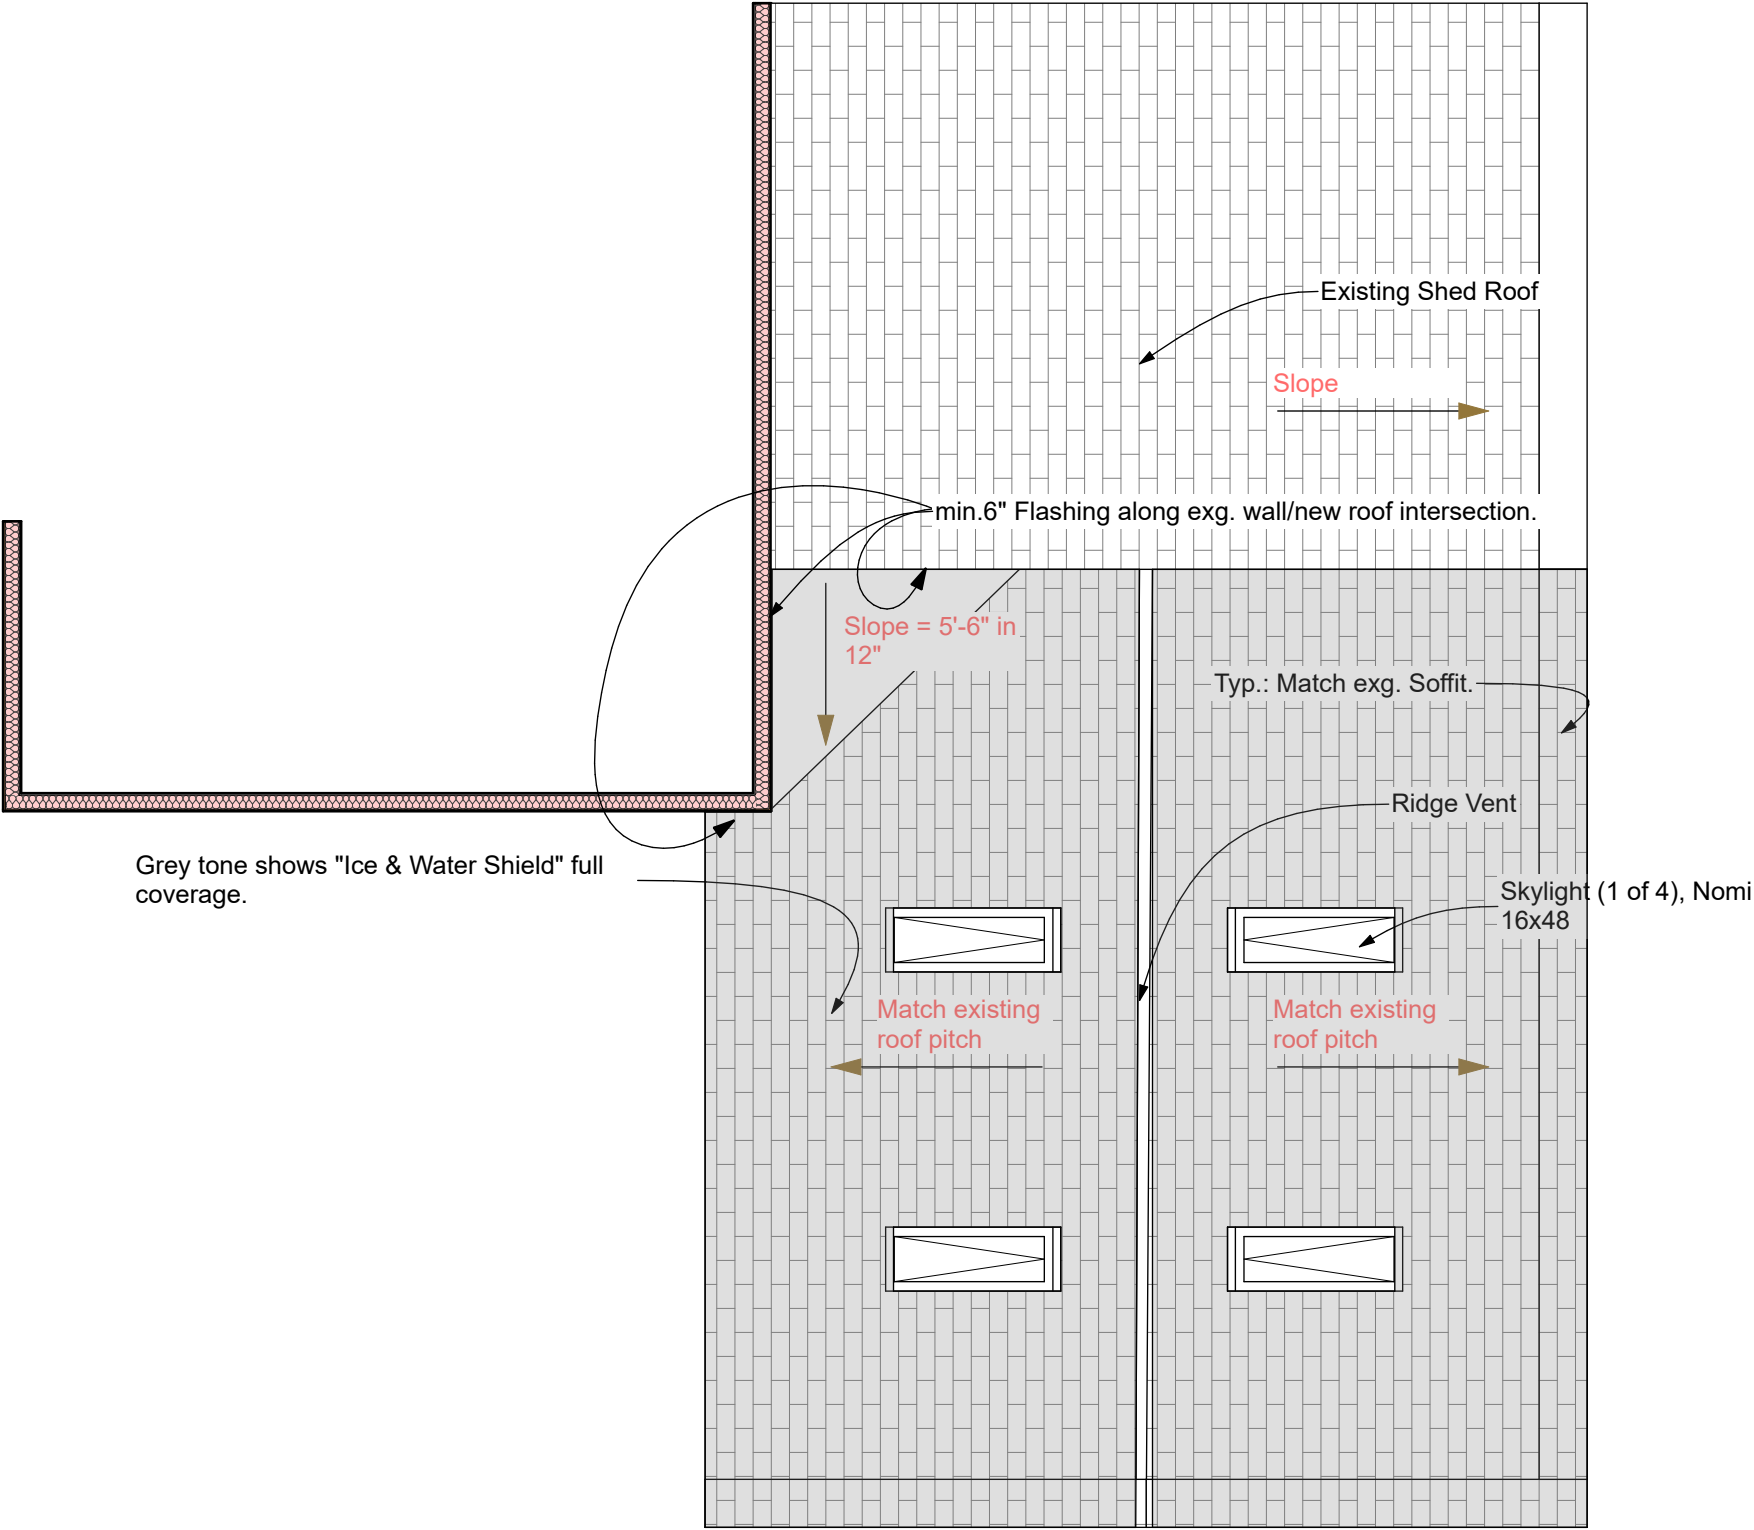 Existing Shed Roof
Slope
min.6" Flashing along exg. wall/new roof intersection.
Slope = 5'-6" in
12"
Typ.: Match exg. Soffit.
Ridge Vent
Grey tone shows "Ice & Water Shield" full
coverage.
Skylight (1 of 4), Nomi
16x48
Match existing
roof pitch
Match existing
roof pitch